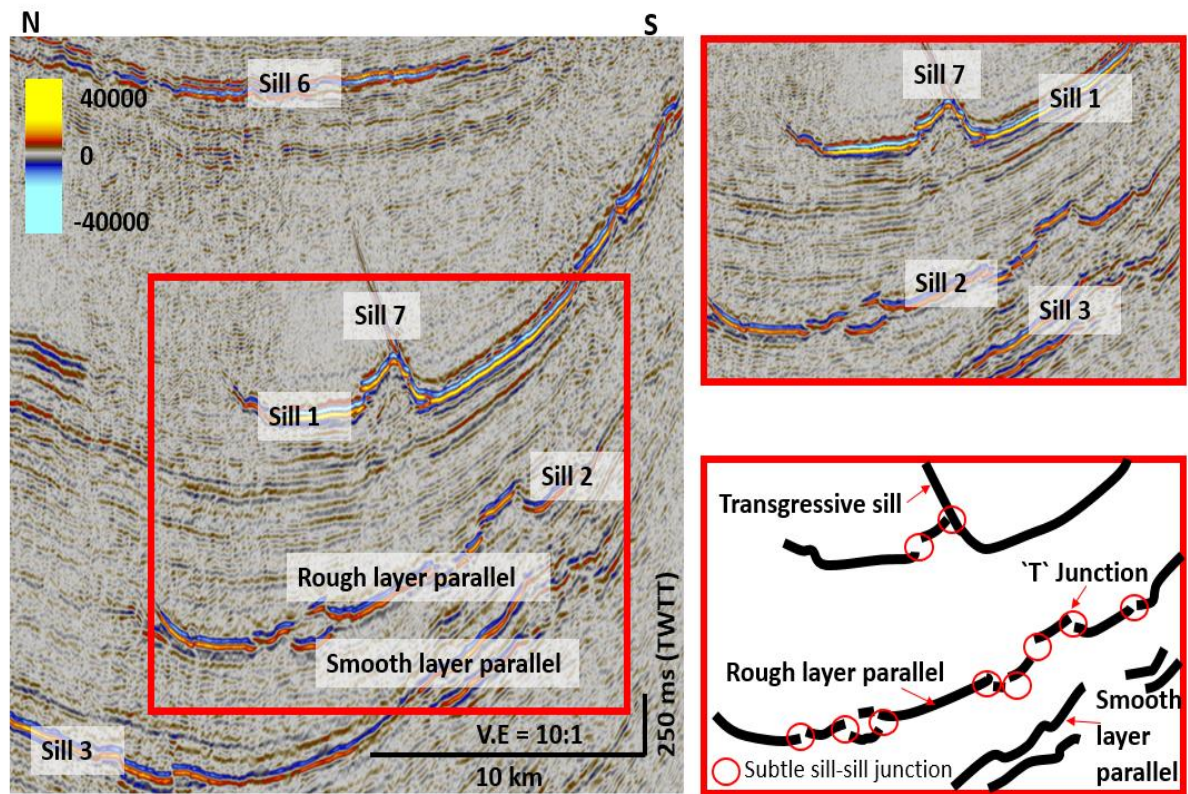 N
S
Sill 6
40000
0
-40000
Sill 7
Sill 1
Sill 2
Rough layer parallel
Smooth layer parallel
Sill 3
V.E = 10:1
10 km
250 ms (TWTT)
Sill 7
Sill 1
Sill 2
Sill 3
Transgressive sill
`T` Junction
Rough layer parallel
Smooth
layer
parallel
Subtle sill-sill junction